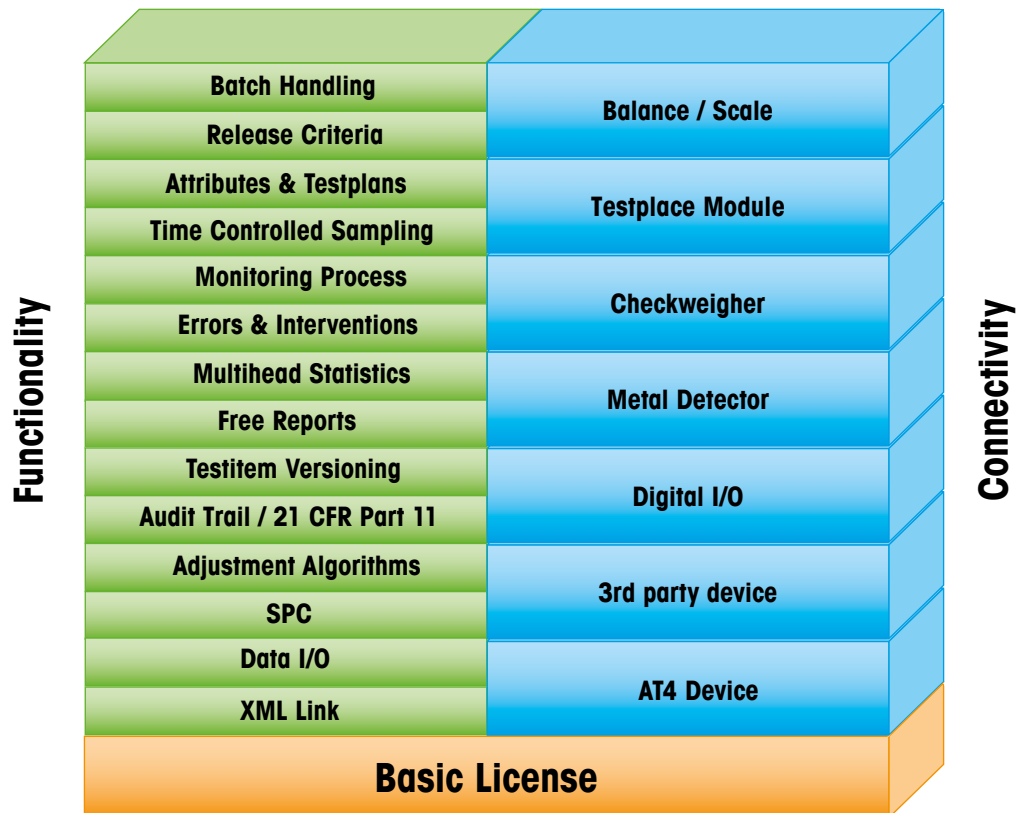 Functionality
Batch Handling
Release Criteria
Attributes & Testplans
Time Controlled Sampling
Monitoring Process
Errors & Interventions
Multihead Statistics
Free Reports
Testitem Versioning
Audit Trail / 21 CFR Part 11
Adjustment Algorithms
SPC
Data I/O
XML Link
Balance / Scale
Testplace Module
Checkweigher
Metal Detector
Digital I/O
3rd party device
AT4 Device
Connectivity
Basic License